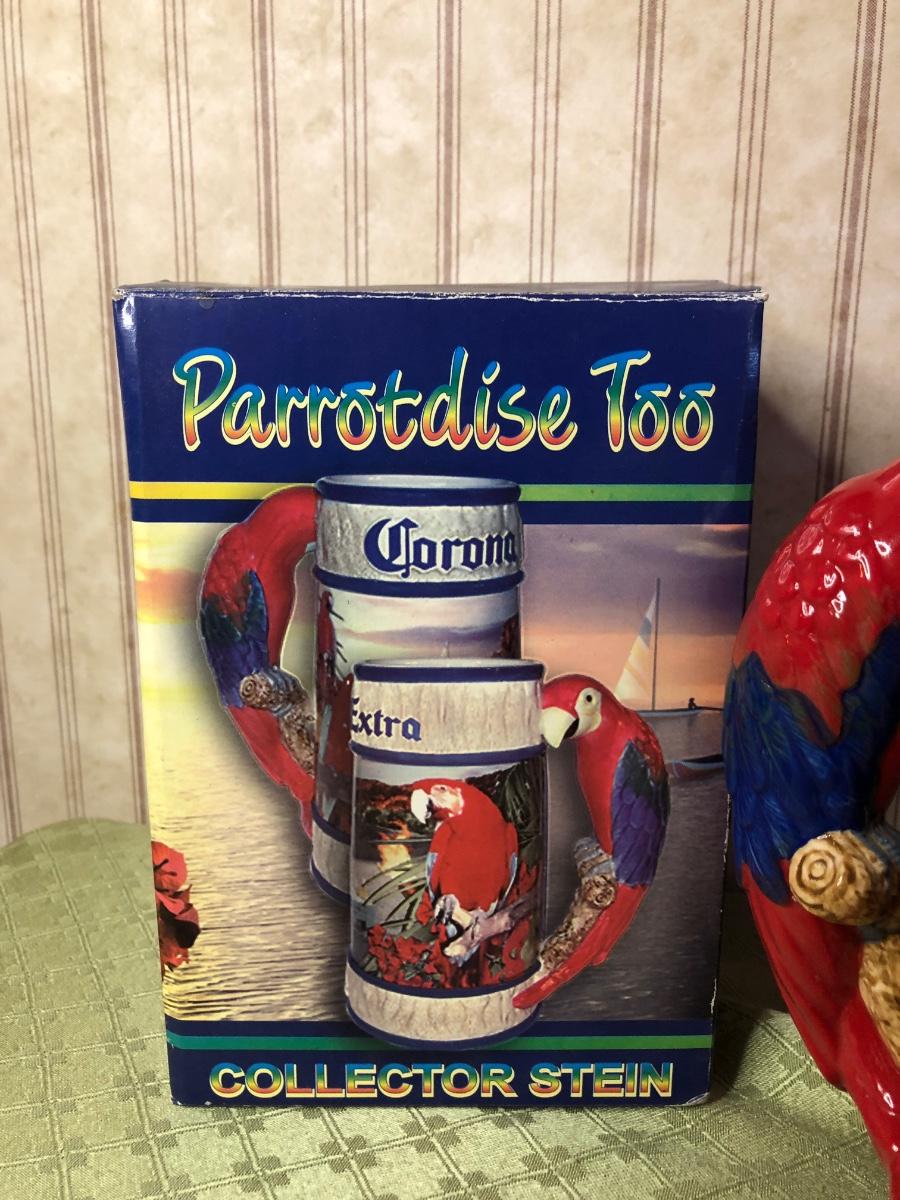 Parrotdise Too
Corona
Extra
COLLECTOR STEIN